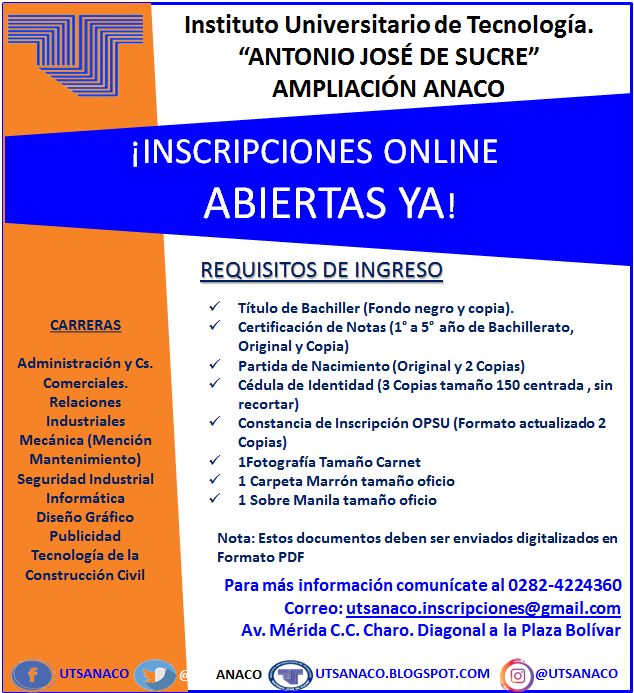 Instituto Universitario de Tecnología.
“ANTONIO JOSÉ DE SUCRE”
AMPLIACIÓN ANACO
¡INSCRIPCIONES ONLINE
ABIERTAS YA!
REQUISITOS DE INGRESO
Título de Bachiller (Fondo negro y copia).
Certificación de Notas (1° a 5° año de Bachillerato,
Original y Copia)
Partida de Nacimiento (Original y 2 Copias)
Cédula de Identidad (3 Copias tamaño 150 centrada , sin
recortar)
Constancia de Inscripción OPSU (Formato actualizado 2
Copias)
1Fotografía Tamaño Carnet
1 Carpeta Marrón tamaño oficio
1 Sobre Manila tamaño oficio
Nota: Estos documentos deben ser enviados digitalizados en
Formato PDF
CARRERAS
Administración y Cs.
Comerciales.
Relaciones
Industriales
Mecánica (Mención
Mantenimiento)
Seguridad Industrial
Informática
Diseño Gráfico
Publicidad
Tecnología de la
Construcción Civil
Para más información comunícate al 0282-4224360
Correo: utsanaco.inscripciones@gmail.com
Av. Mérida C.C. Charo. Diagonal a la Plaza Bolívar
UTSANACO @ ANACO UTSANACO.BLOGSPOT.COM @UTSANACO